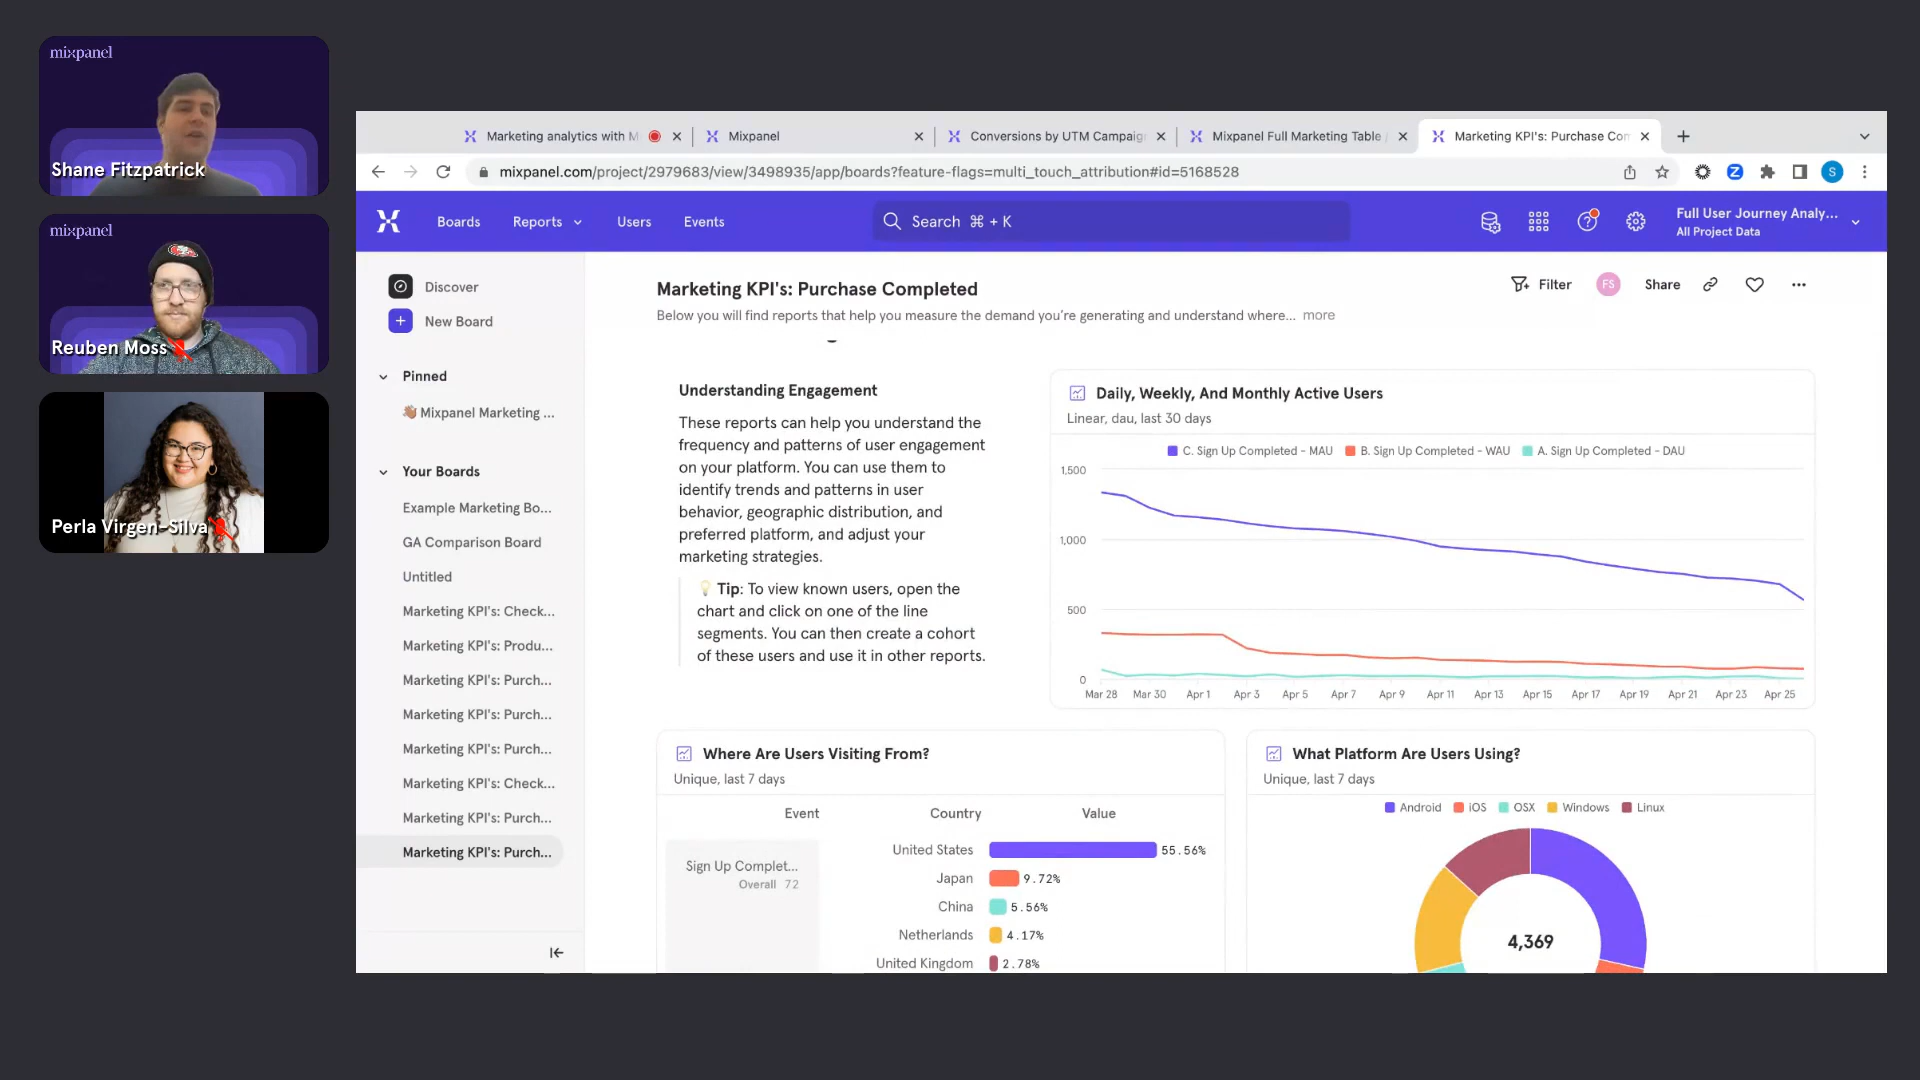 mixpanel
Shane Fitzpatrick
mixpanel
Reuben Moss
Perla Virgen-Silva
Marketing analytics with M
Mixpanel
Conversions by UTM Campaig
Mixpanel Full Marketing Table
Marketing KPI's: Purchase Com
mixpanel.com/project/2979683/view/3498935/app/boards?feature-flags=multi_touch_attribution#id=5168528
Z
S
Boards
Reports
Users
Events
Search ⌘ + K
Full User Journey Analy...
All Project Data
Discover
New Board
Pinned
👋🏽 Mixpanel Marketing ...
Your Boards
Example Marketing Bo...
GA Comparison Board
Untitled
Marketing KPI's: Check...
Marketing KPI's: Produ...
Marketing KPI's: Purch...
Marketing KPI's: Purch...
Marketing KPI's: Purch...
Marketing KPI's: Check...
Marketing KPI's: Purch...
Marketing KPI's: Purch...
Marketing KPI's: Purchase Completed
Below you will find reports that help you measure the demand you're generating and understand where... more
Filter
FS
Share
Understanding Engagement
These reports can help you understand the
frequency and patterns of user engagement
on your platform. You can use them to
identify trends and patterns in user
behavior, geographic distribution, and
preferred platform, and adjust your
marketing strategies.
💡 Tip: To view known users, open the
chart and click on one of the line
segments. You can then create a cohort
of these users and use it in other reports.
Daily, Weekly, And Monthly Active Users
Linear, dau, last 30 days
C. Sign Up Completed - MAU
B. Sign Up Completed - WAU
A. Sign Up Completed - DAU
1,500
1,000
500
0
Mar 28 Mar 30 Apr 1 Apr 3 Apr 5 Apr 7 Apr 9 Apr 11 Apr 13 Apr 15 Apr 17 Apr 19 Apr 21 Apr 23 Apr 25
Where Are Users Visiting From?
Unique, last 7 days
Event Country Value
Sign Up Complet...
Overall 72
United States 55.56%
Japan 9.72%
China 5.56%
Netherlands 4.17%
United Kingdom 2.78%
What Platform Are Users Using?
Unique, last 7 days
Android iOS OSX Windows Linux
4,369